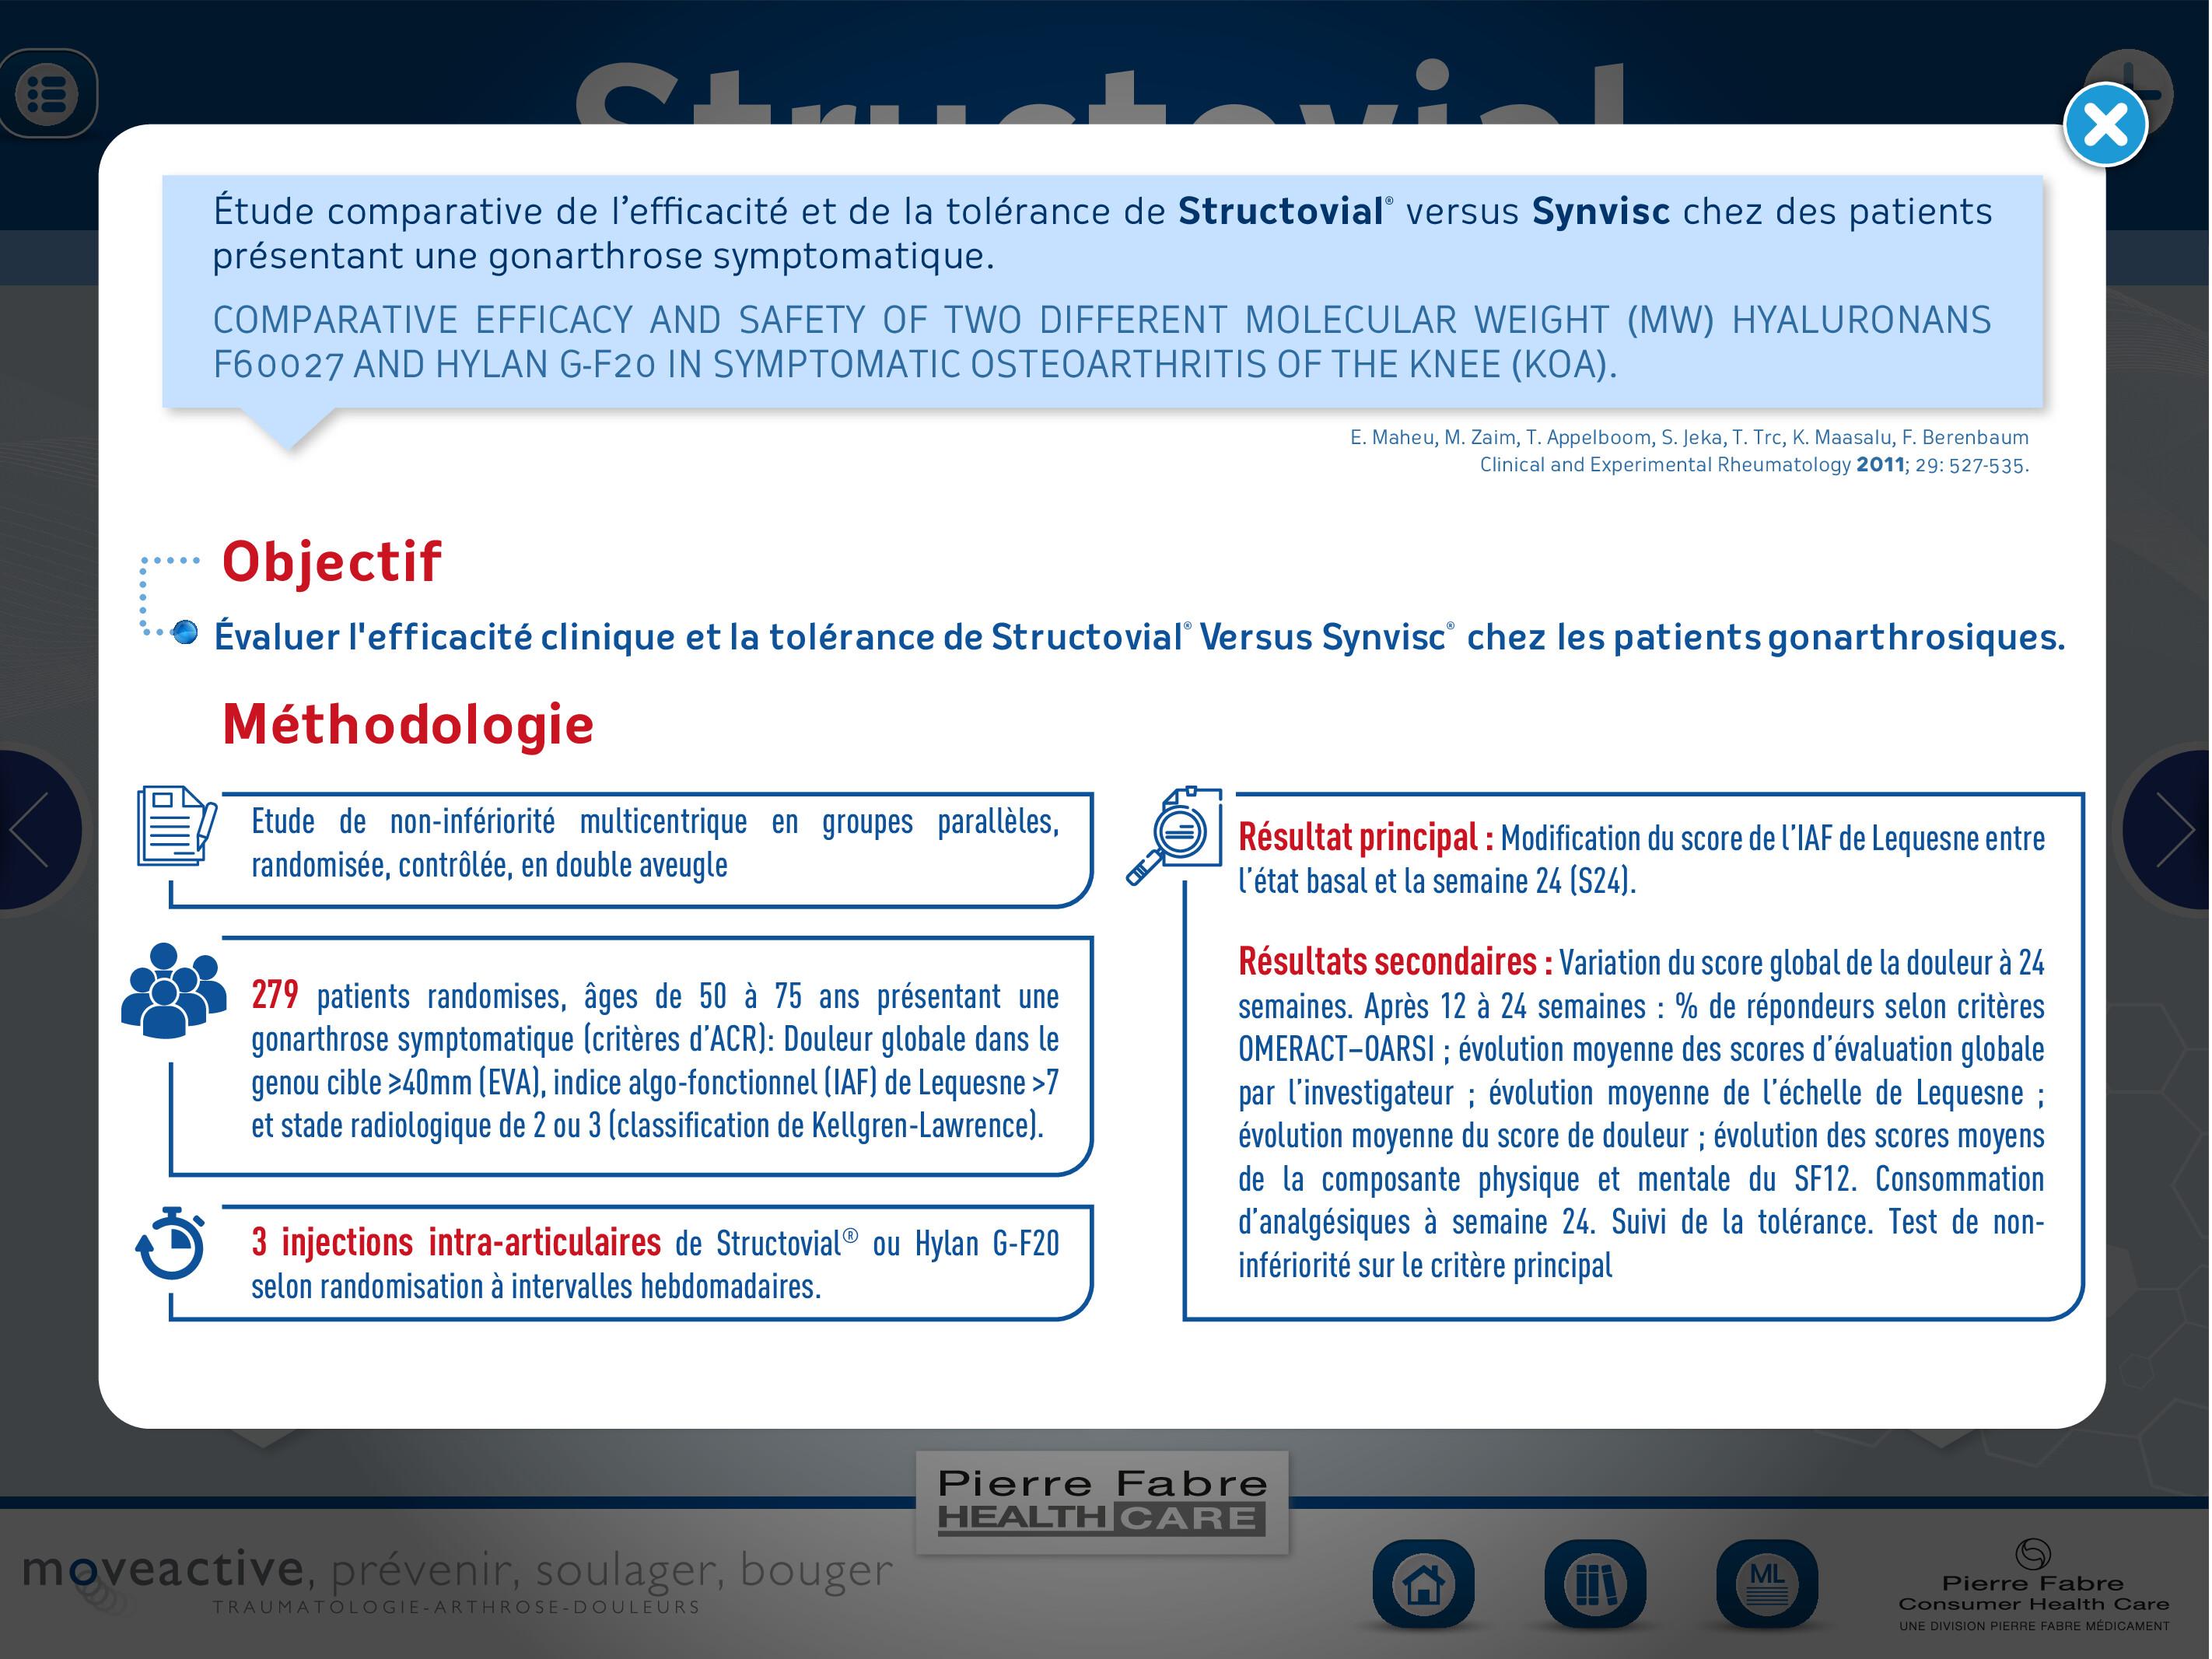 Structovial
Étude comparative de l'efficacité et de la tolérance de Structovial® versus Synvisc chez des patients
présentant une gonarthrose symptomatique.
COMPARATIVE EFFICACY AND SAFETY OF TWO DIFFERENT MOLECULAR WEIGHT (MW) HYALURONANS
F60027 AND HYLAN G-F20 IN SYMPTOMATIC OSTEOARTHRITIS OF THE KNEE (KOA).
E. Maheu, M. Zaim, T. Appelboom, S. Jeka, T. Trc, K. Maasalu, F. Berenbaum
Clinical and Experimental Rheumatology 2011; 29: 527-535.
Objectif
Évaluer l'efficacité clinique et la tolérance de Structovial® Versus Synvisc® chez les patients gonarthrosiques.
Méthodologie
Etude de non-infériorité multicentrique en groupes parallèles,
randomisée, contrôlée, en double aveugle
279 patients randomises, âges de 50 à 75 ans présentant une
gonarthrose symptomatique (critères d'ACR): Douleur globale dans le
genou cible ≥40mm (EVA), indice algo-fonctionnel (IAF) de Lequesne >7
et stade radiologique de 2 ou 3 (classification de Kellgren-Lawrence).
3 injections intra-articulaires de Structovial® ou Hylan G-F20
selon randomisation à intervalles hebdomadaires.
Résultat principal : Modification du score de l'IAF de Lequesne entre
l'état basal et la semaine 24 (S24).
Résultats secondaires : Variation du score global de la douleur à 24
semaines. Après 12 à 24 semaines : % de répondeurs selon critères
OMERACT–OARSI ; évolution moyenne des scores d'évaluation globale
par l'investigateur ; évolution moyenne de l'échelle de Lequesne ;
évolution moyenne du score de douleur ; évolution des scores moyens
de la composante physique et mentale du SF12. Consommation
d'analgésiques à semaine 24. Suivi de la tolérance. Test de non-
infériorité sur le critère principal
Pierre Fabre
HEALTH CARE
moveactive, prévenir, soulager, bouger
TRAUMATOLOGIE-ARTHROSE-DOULEURS
ML
Pierre Fabre
Consumer Health Care
UNE DIVISION PIERRE FABRE MÉDICAMENT